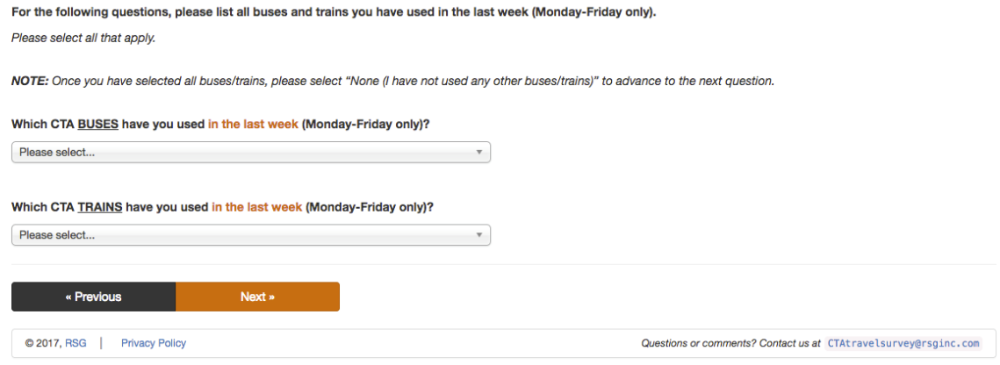 For the following questions, please list all buses and trains you have used in the last week (Monday-Friday only).
Please select all that apply.
NOTE: Once you have selected all buses/trains, please select “None (I have not used any other buses/trains)” to advance to the next question.
Which CTA BUSES have you used in the last week (Monday-Friday only)?
Please select...
Which CTA TRAINS have you used in the last week (Monday-Friday only)?
Please select...
« Previous Next »
© 2017, RSG | Privacy Policy Questions or comments? Contact us at CTAtravelsurvey@rsginc.com